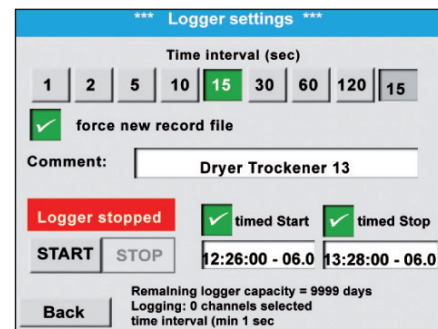 *** Logger settings ***
Time interval (sec)
1 2 5 10 15 30 60 120 15
force new record file
Comment: Dryer Trockener 13
Logger stopped timed Start timed Stop
START STOP 12:26:00 - 06.0 13:28:00 - 06.0
Remaining logger capacity = 9999 days
Logging: 0 channels selected
Back time interval (min 1 sec